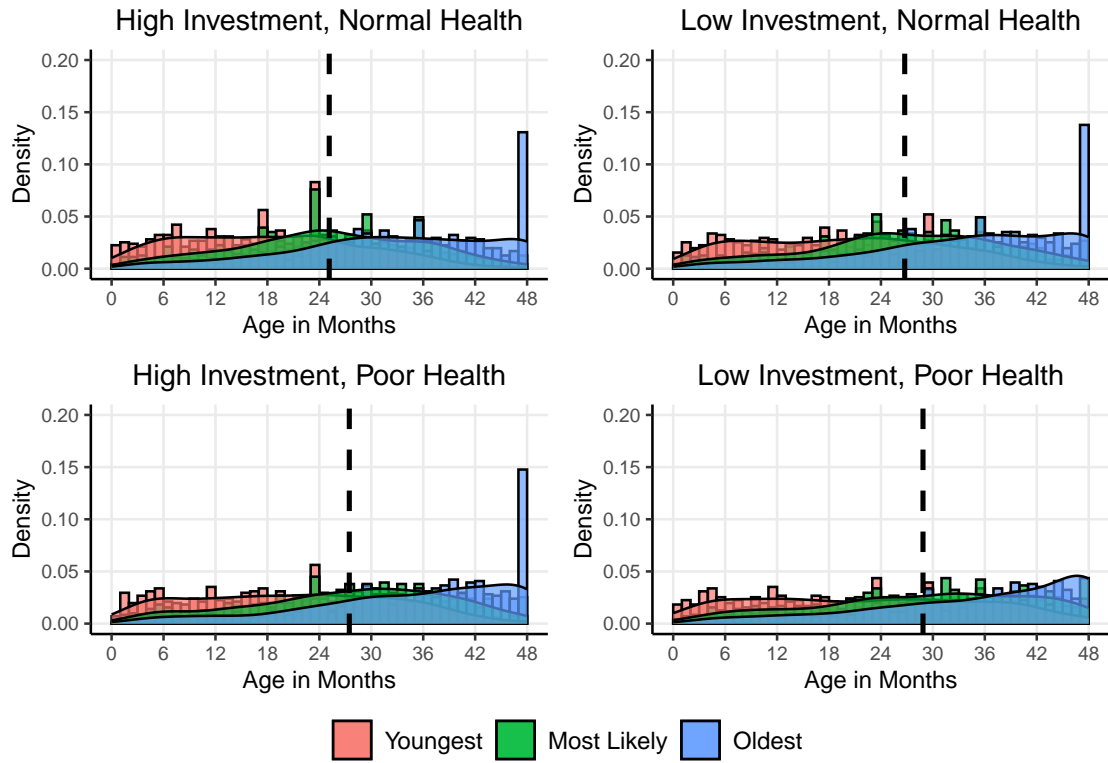 High Investment, Normal Health
Low Investment, Normal Health
0.20
0.15
0.10
0.05
0.00
Density
0 6 12 18 24 30 36 42 48
Age in Months
0.20
0.15
0.10
0.05
0.00
Density
0 6 12 18 24 30 36 42 48
Age in Months
High Investment, Poor Health
Low Investment, Poor Health
0.20
0.15
0.10
0.05
0.00
Density
0 6 12 18 24 30 36 42 48
Age in Months
0.20
0.15
0.10
0.05
0.00
Density
0 6 12 18 24 30 36 42 48
Age in Months
Youngest Most Likely Oldest